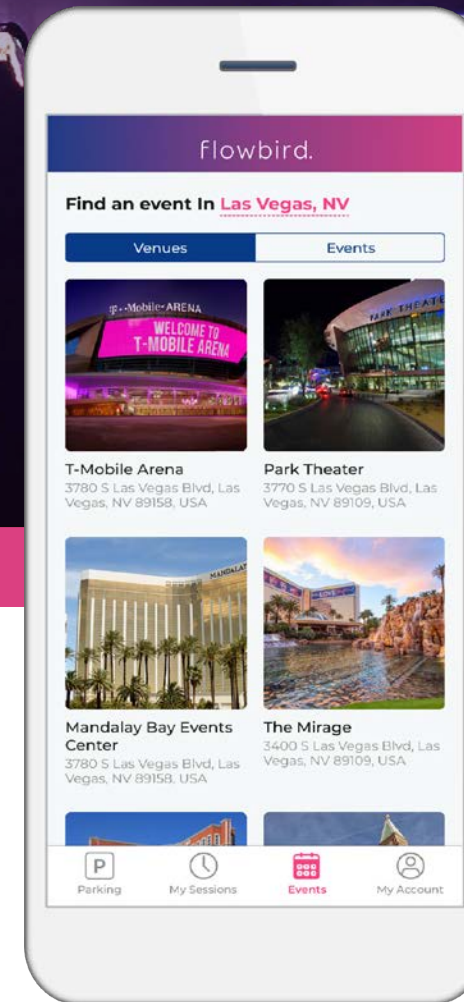 flowbird.
Find an event In Las Vegas, NV
Venues
Events
T··Mobile·ARENA
WELCOME TO
T-MOBILE ARENA
PARK THEATE
T-Mobile Arena
3780 S Las Vegas Blvd, Las
Vegas, NV 89158, USA
Park Theater
3770 S Las Vegas Blvd, Las
Vegas, NV 89109, USA
MANDALAY
LOVE
Mandalay Bay Events
Center
3780 S Las Vegas Blvd, Las
Vegas, NV 89158, USA
The Mirage
3400 S Las Vegas Blvd, Las
Vegas, NV 89109, USA
P
Parking
My Sessions
Events
My Account